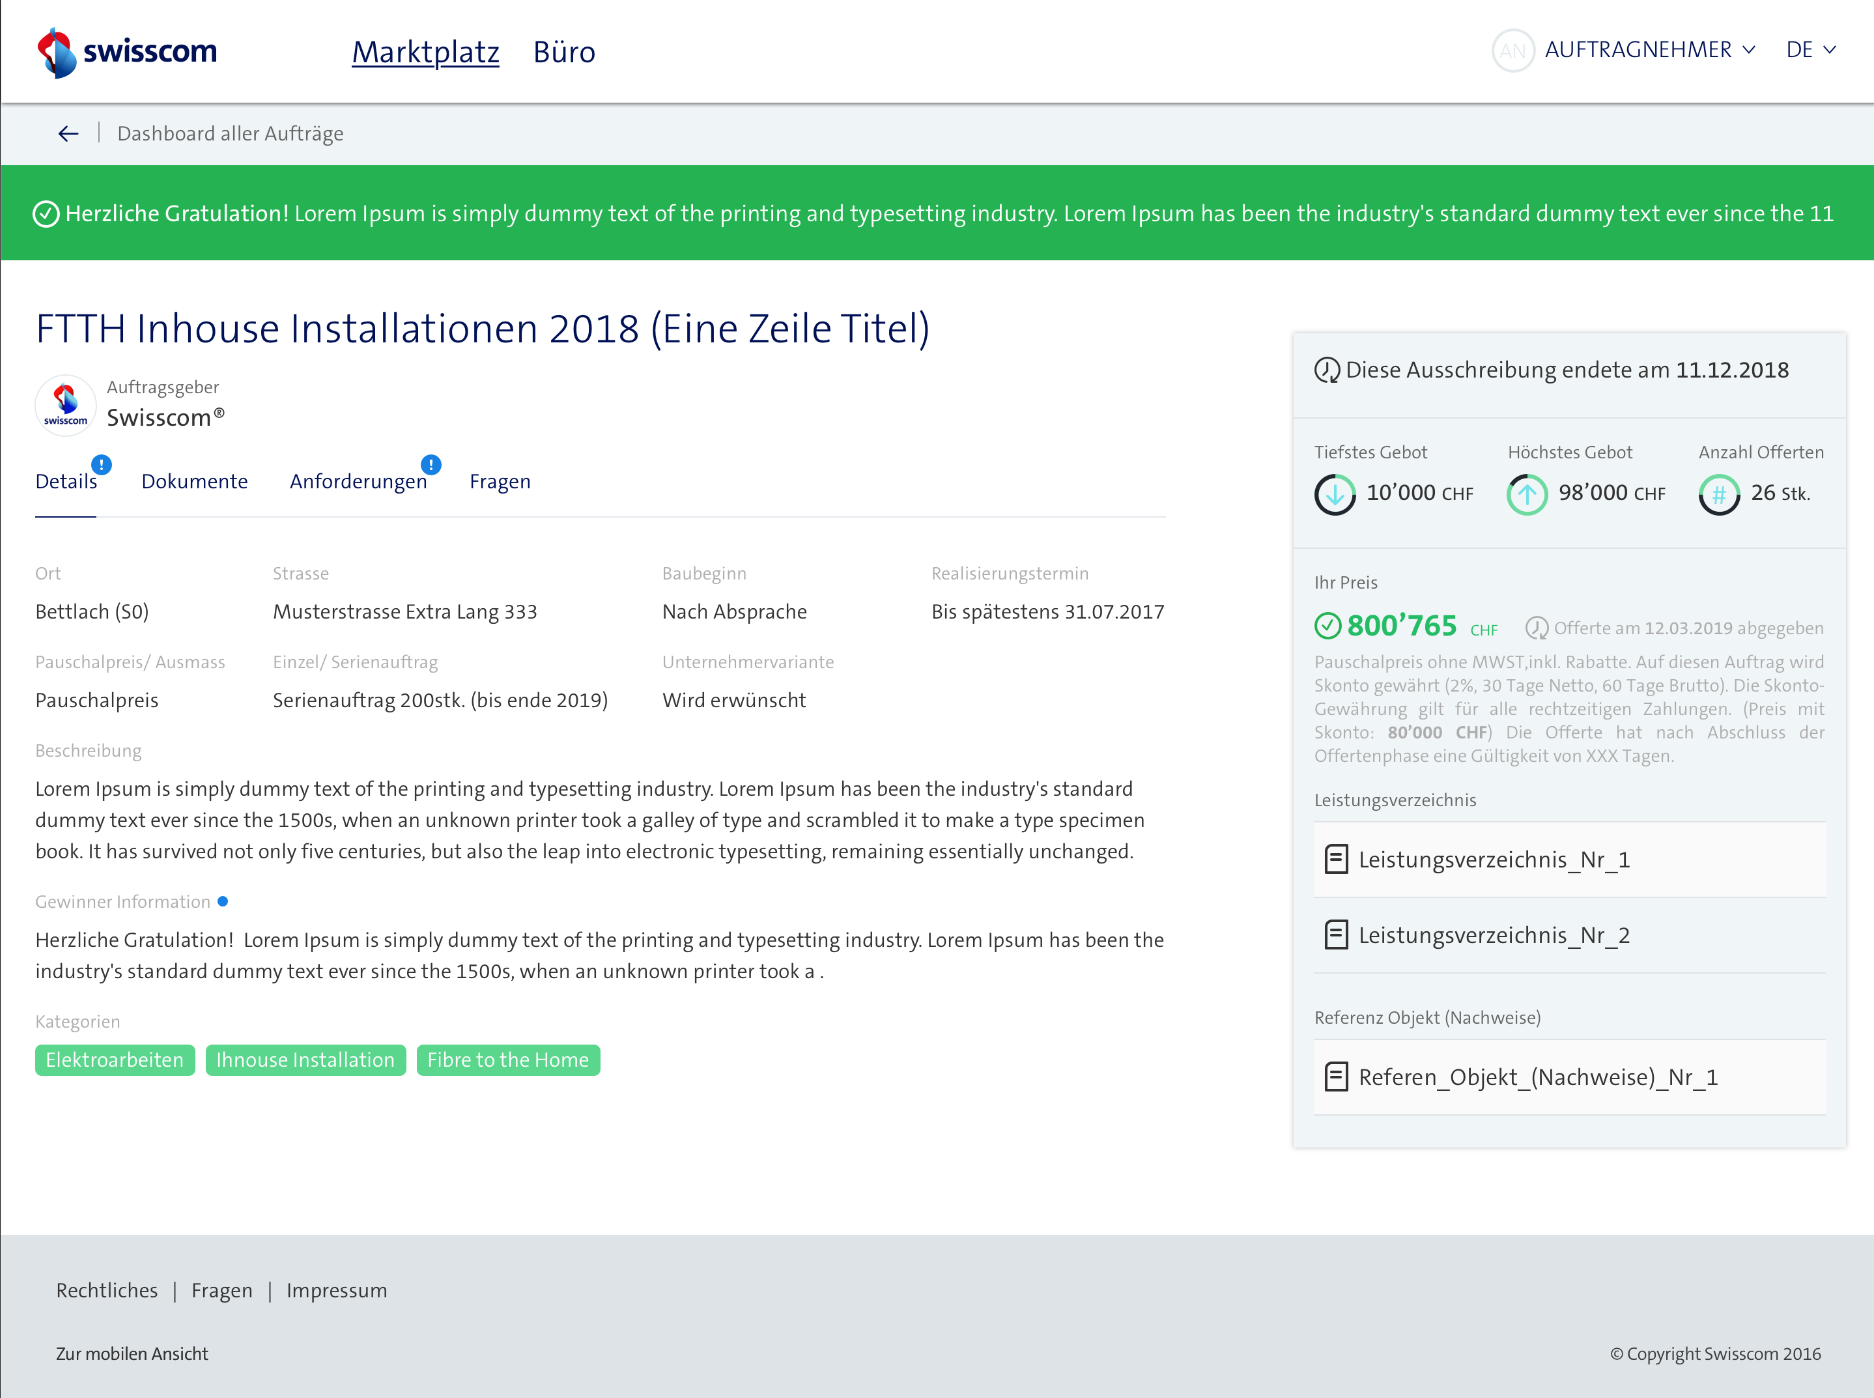 swisscom
Marktplatz Büro
AN AUFTRAGNEHMER DE
Dashboard aller Aufträge
Herzliche Gratulation! Lorem Ipsum is simply dummy text of the printing and typesetting industry. Lorem Ipsum has been the industry's standard dummy text ever since the 11
FTTH Inhouse Installationen 2018 (Eine Zeile Titel)
swisscom
Auftragsgeber
Swisscom®
Details ! Dokumente Anforderungen ! Fragen
Ort Strasse Baubeginn Realisierungstermin
Bettlach (S0) Musterstrasse Extra Lang 333 Nach Absprache Bis spätestens 31.07.2017
Pauschalpreis/ Ausmass Einzel/ Serienauftrag Unternehmervariante
Pauschalpreis Serienauftrag 200stk. (bis ende 2019) Wird erwünscht
Beschreibung
Lorem Ipsum is simply dummy text of the printing and typesetting industry. Lorem Ipsum has been the industry's standard
dummy text ever since the 1500s, when an unknown printer took a galley of type and scrambled it to make a type specimen
book. It has survived not only five centuries, but also the leap into electronic typesetting, remaining essentially unchanged.
Gewinner Information
Herzliche Gratulation!  Lorem Ipsum is simply dummy text of the printing and typesetting industry. Lorem Ipsum has been the
industry's standard dummy text ever since the 1500s, when an unknown printer took a .
Kategorien
Elektroarbeiten Ihnouse Installation Fibre to the Home
Diese Ausschreibung endete am 11.12.2018
Tiefstes Gebot Höchstes Gebot Anzahl Offerten
10’000 CHF 98’000 CHF # 26 Stk.
Ihr Preis
800’765 CHF Offerte am 12.03.2019 abgegeben
Pauschalpreis ohne MWST,inkl. Rabatte. Auf diesen Auftrag wird
Skonto gewährt (2%, 30 Tage Netto, 60 Tage Brutto). Die Skonto-
Gewährung gilt für alle rechtzeitigen Zahlungen. (Preis mit
Skonto: 80’000 CHF) Die Offerte hat nach Abschluss der
Offertenphase eine Gültigkeit von XXX Tagen.
Leistungsverzeichnis
Leistungsverzeichnis_Nr_1
Leistungsverzeichnis_Nr_2
Referenz Objekt (Nachweise)
Referen_Objekt_(Nachweise)_Nr_1
Rechtliches | Fragen | Impressum
Zur mobilen Ansicht
© Copyright Swisscom 2016